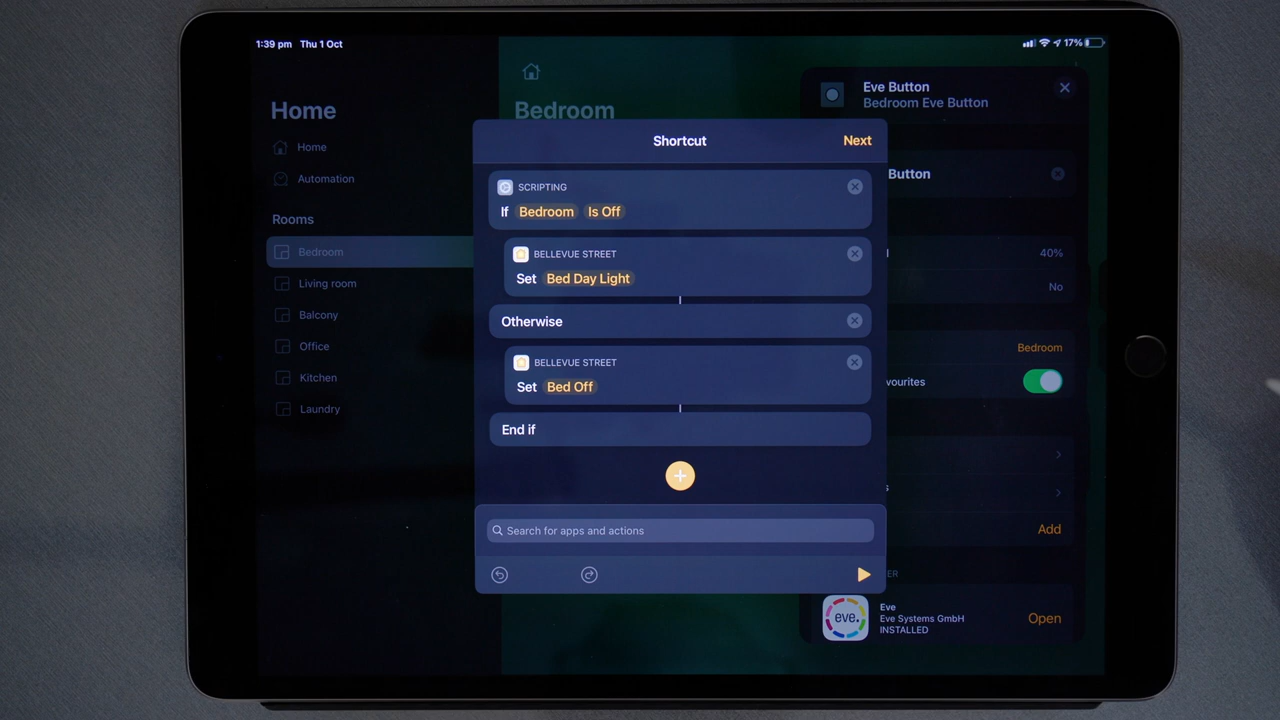 1:39 pm Thu 1 Oct
17%
Home
Home
Automation
Rooms
Bedroom
Living room
Balcony
Office
Kitchen
Laundry
Bedroom
Eve Button
Bedroom Eve Button
Button
40%
No
Bedroom
vourites
Add
ER
eve.
Eve
Eve Systems GmbH
INSTALLED
Open
Shortcut
Next
SCRIPTING
If Bedroom Is Off
BELLEVUE STREET
Set Bed Day Light
Otherwise
BELLEVUE STREET
Set Bed Off
End if
Search for apps and actions